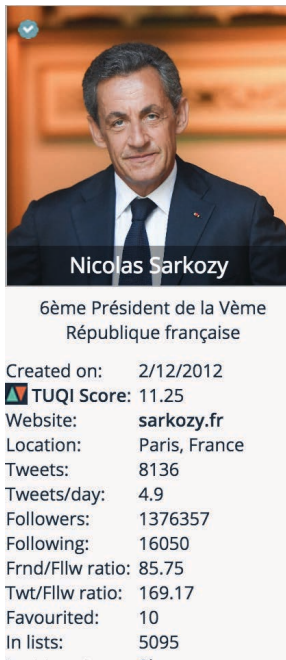 Nicolas Sarkozy
6ème Président de la Vème
République française
Created on: 2/12/2012
TUQI Score: 11.25
Website: sarkozy.fr
Location: Paris, France
Tweets: 8136
Tweets/day: 4.9
Followers: 1376357
Following: 16050
Frnd/Fllw ratio: 85.75
Twt/Fllw ratio: 169.17
Favourited: 10
In lists: 5095